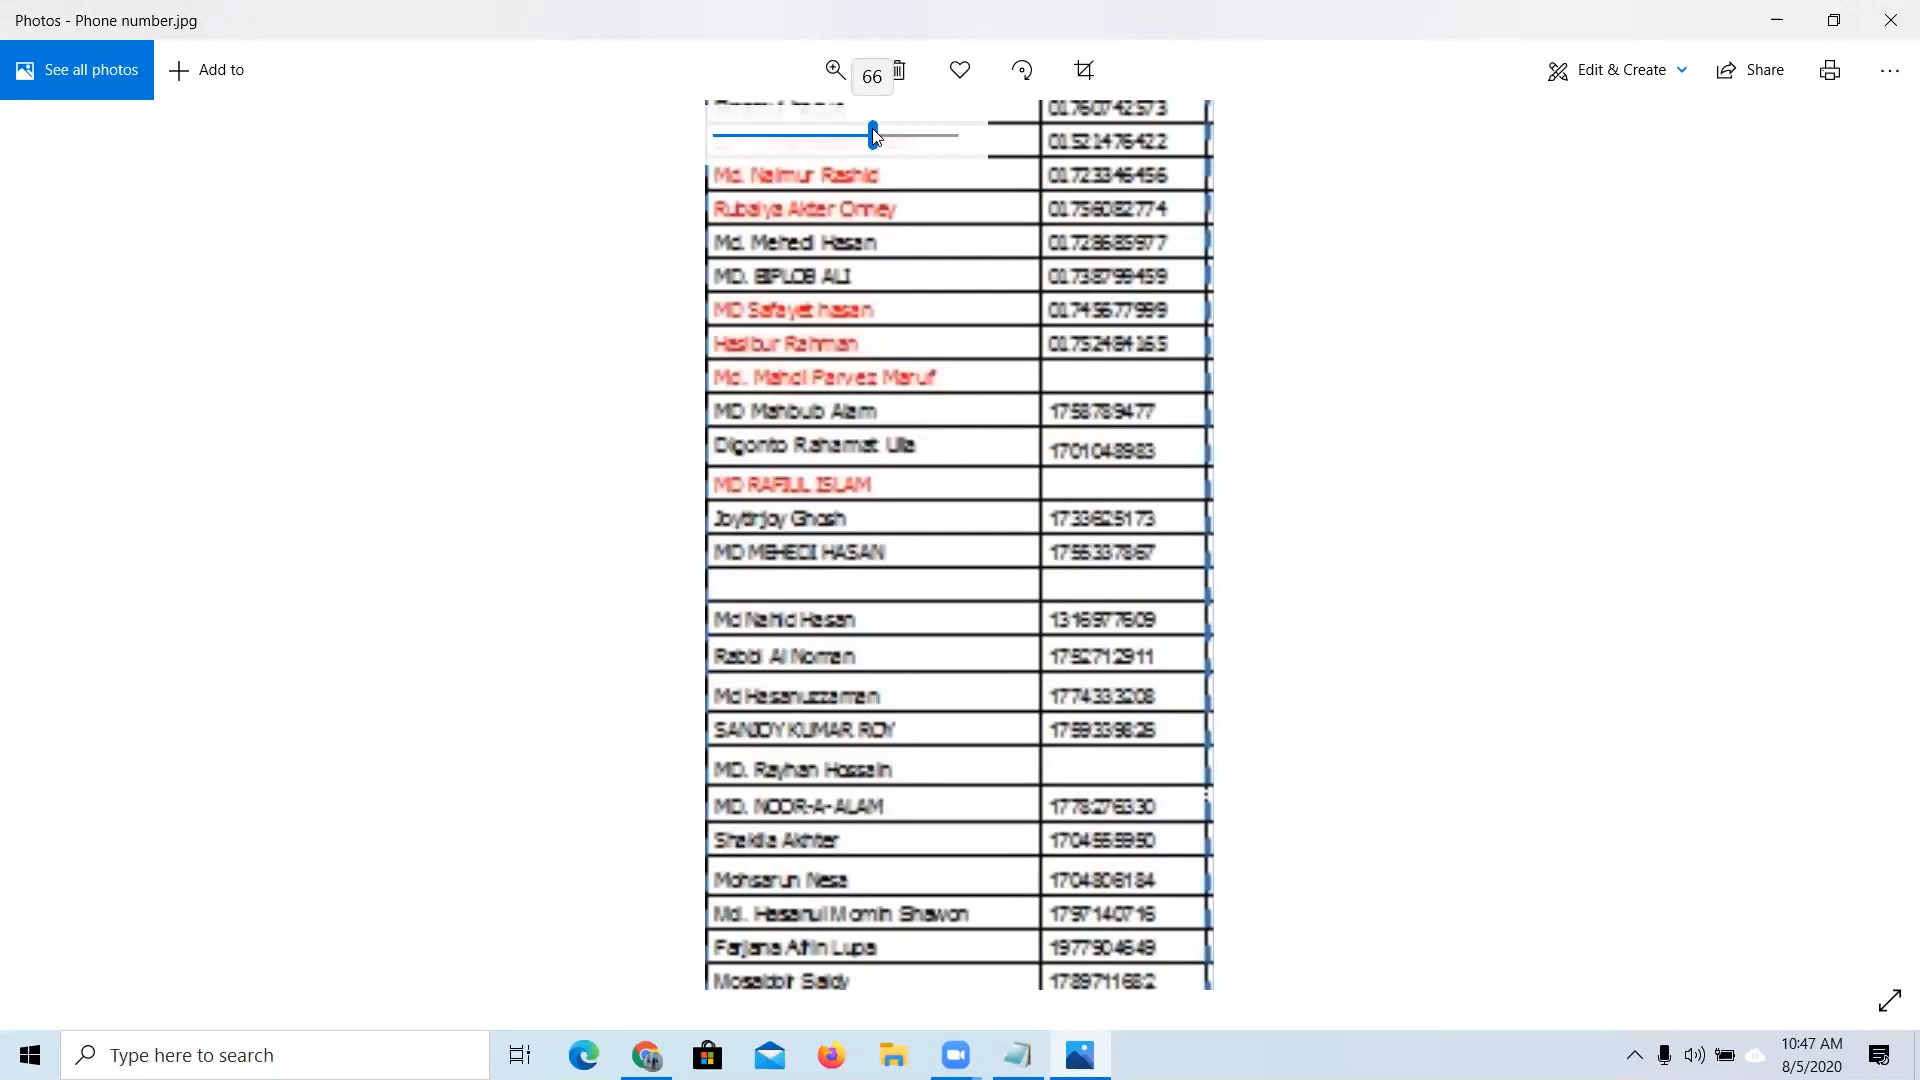 Photos - Phone number.jpg
See all photos
Add to
66
Edit & Create
Share
01760742573
01521476422
Md. Naimur Rashid 01723346456
Rubaiya Akter Orney 01756082774
Md. Mehedi Hasan 01728685977
MD. BIPLOB ALI 01738799459
MD Safayet hasan 01745677999
Hasibur Rahman 01752484165
Md. Mahdi Parvez Maruf
MD Mahbub Alam 1758789477
Digonto Rahamat Ulla 1701048983
MD RAFIUL ISLAM
Joytirjoy Ghosh 1733625173
MD MEHEDI HASAN 1755337867
Md Nahid Hasan 1316977609
Rabbi Al Noman 1752712911
Md Hasanuzzaman 1774333208
SANJOY KUMAR ROY 1759339825
MD. Rayhan Hossain
MD. NOOR-A-ALAM 1778276330
Shakila Akhter 1704555950
Mohsarun Nesa 1704806184
Md. Hasanul Momin Shawon 1797140716
Farjana Afrin Lupa 1977904649
1789711682
Type here to search
10:47 AM
8/5/2020